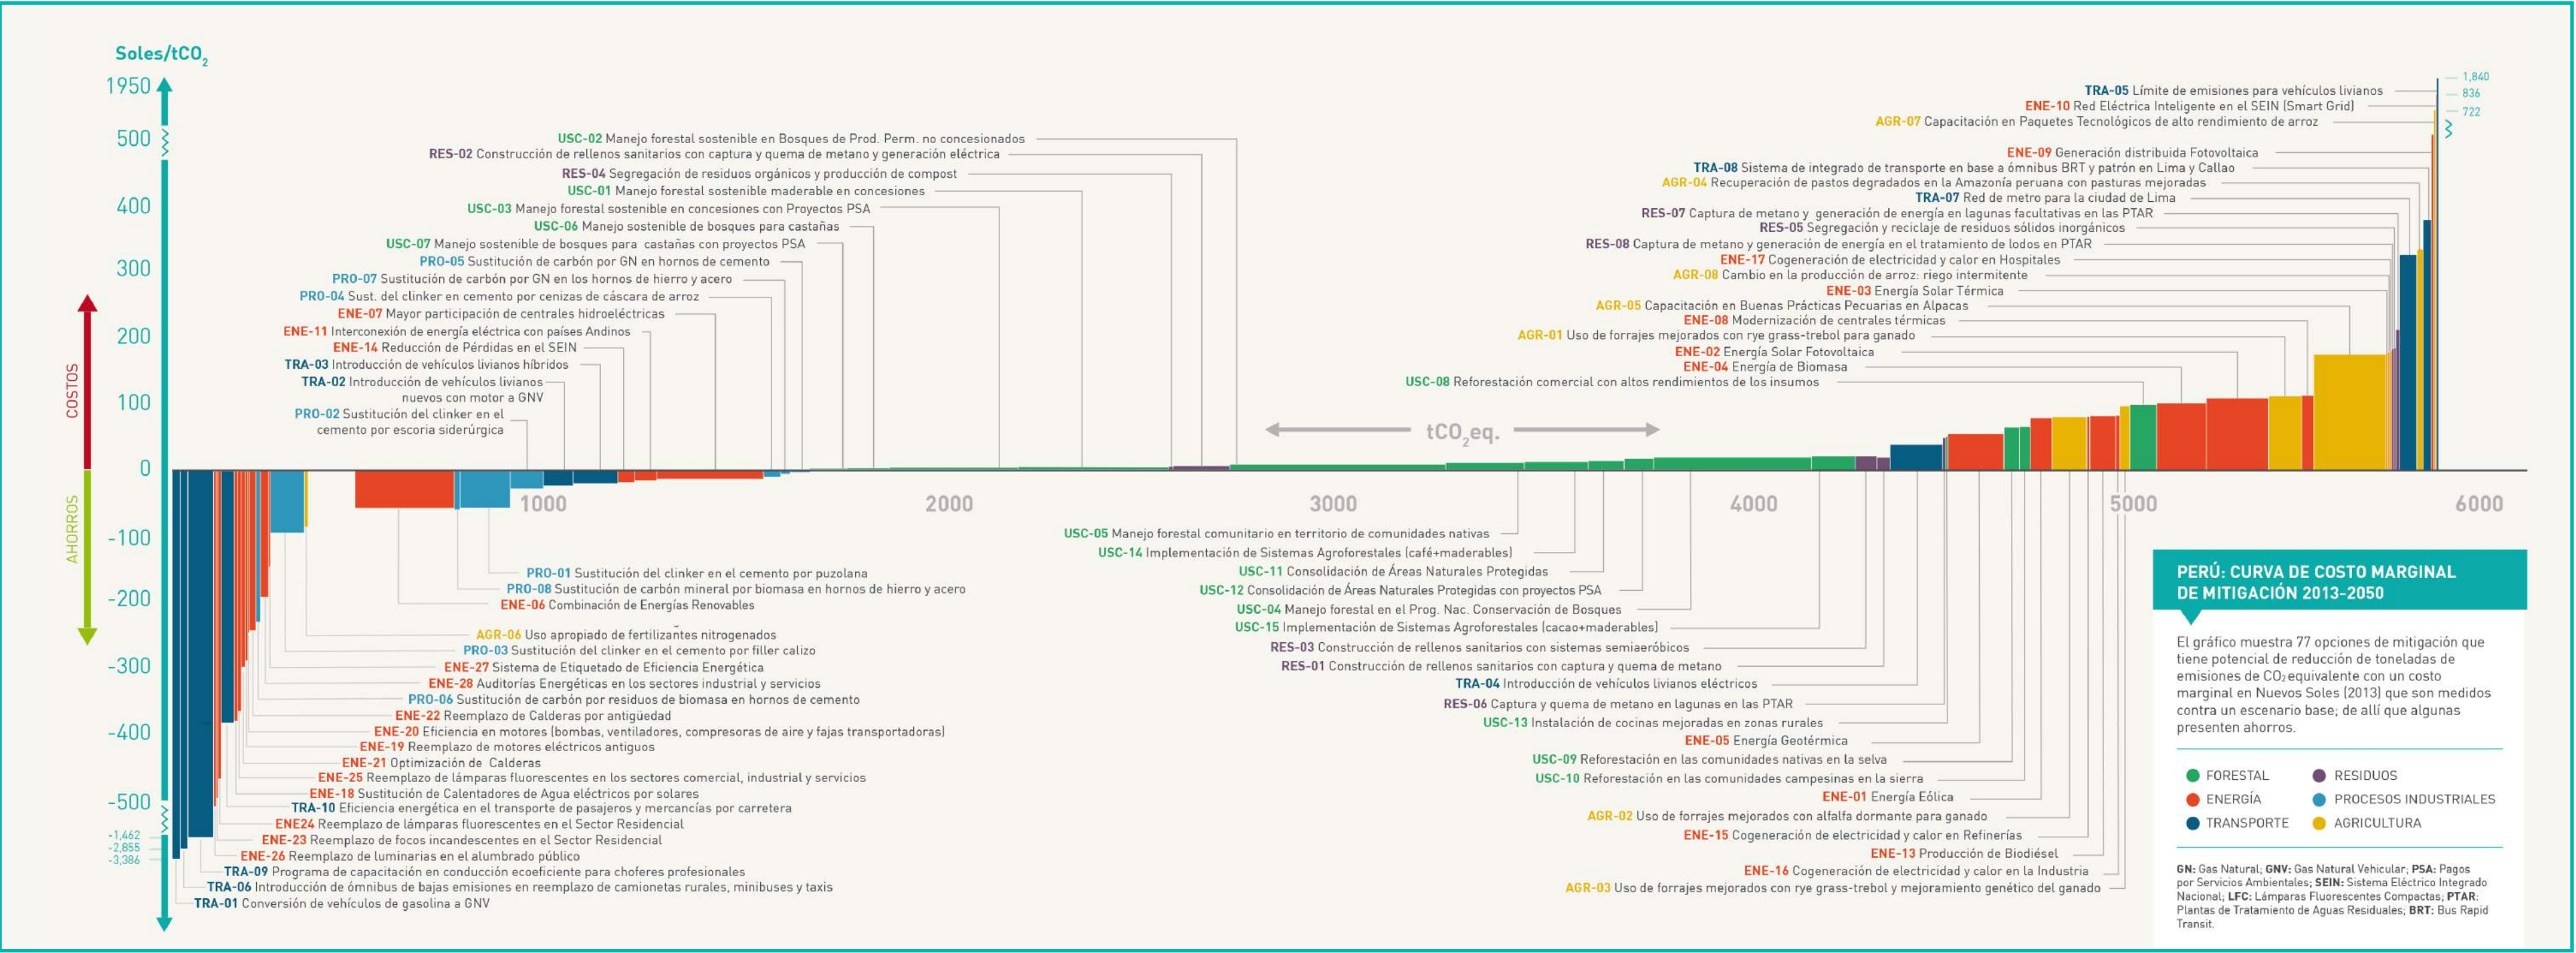 Soles/tCO2
1950
500
400
300
200
100
0
-100
-200
-300
-400
-500
-1,462
-2,855
-3,386
COSTOS
AHORROS
USC-02 Manejo forestal sostenible en Bosques de Prod. Perm. no concesionados
RES-02 Construcción de rellenos sanitarios con captura y quema de metano y generación eléctrica
RES-04 Segregación de residuos orgánicos y producción de compost
USC-01 Manejo forestal sostenible maderable en concesiones
USC-03 Manejo forestal sostenible en concesiones con Proyectos PSA
USC-06 Manejo sostenible de bosques para castañas
USC-07 Manejo sostenible de bosques para castañas con proyectos PSA
PRO-05 Sustitución de carbón por GN en hornos de cemento
PRO-07 Sustitución de carbón por GN en los hornos de hierro y acero
PRO-04 Sust. del clinker en cemento por cenizas de cáscara de arroz
ENE-07 Mayor participación de centrales hidroeléctricas
ENE-11 Interconexión de energía eléctrica con países Andinos
ENE-14 Reducción de Pérdidas en el SEIN
TRA-03 Introducción de vehículos livianos híbridos
TRA-02 Introducción de vehículos livianos
nuevos con motor a GNV
PRO-02 Sustitución del clinker en el
cemento por escoria siderúrgica
1,840
836
722
TRA-05 Límite de emisiones para vehículos livianos
ENE-10 Red Eléctrica Inteligente en el SEIN (Smart Grid)
AGR-07 Capacitación en Paquetes Tecnológicos de alto rendimiento de arroz
ENE-09 Generación distribuida Fotovoltaica
TRA-08 Sistema de integrado de transporte en base a ómnibus BRT y patrón en Lima y Callao
AGR-04 Recuperación de pastos degradados en la Amazonía peruana con pasturas mejoradas
TRA-07 Red de metro para la ciudad de Lima
RES-07 Captura de metano y generación de energía en lagunas facultativas en las PTAR
RES-05 Segregación y reciclaje de residuos sólidos inorgánicos
RES-08 Captura de metano y generación de energía en el tratamiento de lodos en PTAR
ENE-17 Cogeneración de electricidad y calor en Hospitales
AGR-08 Cambio en la producción de arroz: riego intermitente
ENE-03 Energía Solar Térmica
AGR-05 Capacitación en Buenas Prácticas Pecuarias en Alpacas
ENE-08 Modernización de centrales térmicas
AGR-01 Uso de forrajes mejorados con rye grass-trebol para ganado
ENE-02 Energía Solar Fotovoltaica
ENE-04 Energía de Biomasa
USC-08 Reforestación comercial con altos rendimientos de los insumos
tCO2eq.
1000
2000
3000
4000
5000
6000
PRO-01 Sustitución del clinker en el cemento por puzolana
PRO-08 Sustitución de carbón mineral por biomasa en hornos de hierro y acero
ENE-06 Combinación de Energías Renovables
AGR-06 Uso apropiado de fertilizantes nitrogenados
PRO-03 Sustitución del clinker en el cemento por filler calizo
ENE-27 Sistema de Etiquetado de Eficiencia Energética
ENE-28 Auditorías Energéticas en los sectores industrial y servicios
PRO-06 Sustitución de carbón por residuos de biomasa en hornos de cemento
ENE-22 Reemplazo de Calderas por antigüedad
ENE-20 Eficiencia en motores (bombas, ventiladores, compresoras de aire y fajas transportadoras)
ENE-19 Reemplazo de motores eléctricos antiguos
ENE-21 Optimización de Calderas
ENE-25 Reemplazo de lámparas fluorescentes en los sectores comercial, industrial y servicios
ENE-18 Sustitución de Calentadores de Agua eléctricos por solares
TRA-10 Eficiencia energética en el transporte de pasajeros y mercancías por carretera
ENE24 Reemplazo de lámparas fluorescentes en el Sector Residencial
ENE-23 Reemplazo de focos incandescentes en el Sector Residencial
ENE-26 Reemplazo de luminarias en el alumbrado público
TRA-09 Programa de capacitación en conducción ecoeficiente para choferes profesionales
TRA-06 Introducción de ómnibus de bajas emisiones en reemplazo de camionetas rurales, minibuses y taxis
TRA-01 Conversión de vehículos de gasolina a GNV
USC-05 Manejo forestal comunitario en territorio de comunidades nativas
USC-14 Implementación de Sistemas Agroforestales (café+maderables)
USC-11 Consolidación de Áreas Naturales Protegidas
USC-12 Consolidación de Áreas Naturales Protegidas con proyectos PSA
USC-04 Manejo forestal en el Prog. Nac. Conservación de Bosques
USC-15 Implementación de Sistemas Agroforestales (cacao+maderables)
RES-03 Construcción de rellenos sanitarios con sistemas semiaeróbicos
RES-01 Construcción de rellenos sanitarios con captura y quema de metano
TRA-04 Introducción de vehículos livianos eléctricos
RES-06 Captura y quema de metano en lagunas en las PTAR
USC-13 Instalación de cocinas mejoradas en zonas rurales
ENE-05 Energía Geotérmica
USC-09 Reforestación en las comunidades nativas en la selva
USC-10 Reforestación en las comunidades campesinas en la sierra
ENE-01 Energía Eólica
AGR-02 Uso de forrajes mejorados con alfalfa dormante para ganado
ENE-15 Cogeneración de electricidad y calor en Refinerías
ENE-13 Producción de Biodiésel
ENE-16 Cogeneración de electricidad y calor en la Industria
AGR-03 Uso de forrajes mejorados con rye grass-trebol y mejoramiento genético del ganado
PERÚ: CURVA DE COSTO MARGINAL
DE MITIGACIÓN 2013-2050
El gráfico muestra 77 opciones de mitigación que
tiene potencial de reducción de toneladas de
emisiones de CO2 equivalente con un costo
marginal en Nuevos Soles (2013) que son medidos
contra un escenario base; de allí que algunas
presenten ahorros.
FORESTAL
RESIDUOS
ENERGÍA
PROCESOS INDUSTRIALES
TRANSPORTE
AGRICULTURA
GN: Gas Natural; GNV: Gas Natural Vehicular; PSA: Pagos
por Servicios Ambientales; SEIN: Sistema Eléctrico Integrado
Nacional; LFC: Lámparas Fluorescentes Compactas; PTAR:
Plantas de Tratamiento de Aguas Residuales; BRT: Bus Rapid
Transit.